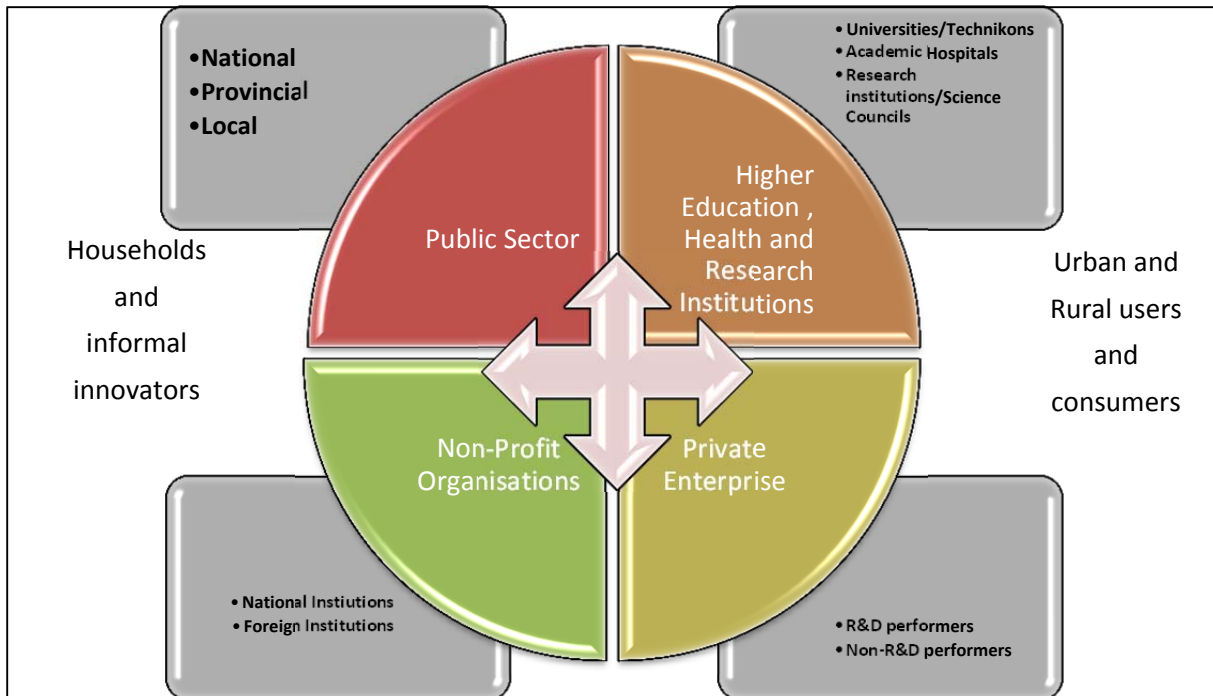 •National
•Provincial
•Local
• Universities/Technikons
• Academic Hospitals
• Research
institutions/Science
Councils
Public Sector
Higher
Education ,
Health and
Research
Institutions
Households
and
informal
innovators
Urban and
Rural users
and
consumers
Non-Profit
Organisations
Private
Enterprise
• National Instiutions
• Foreign Institutions
• R&D performers
• Non-R&D performers